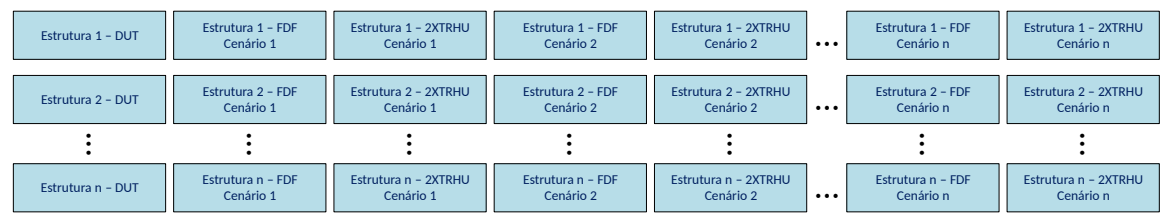 Estrutura 1 – DUT
Estrutura 1 – FDF
Cenário 1
Estrutura 1 – 2XTRHU
Cenário 1
Estrutura 1 – FDF
Cenário 2
Estrutura 1 – 2XTRHU
Cenário 2
...
Estrutura 1 – FDF
Cenário n
Estrutura 1 – 2XTRHU
Cenário n
Estrutura 2 – DUT
Estrutura 2 – FDF
Cenário 1
Estrutura 2 – 2XTRHU
Cenário 1
Estrutura 2 – FDF
Cenário 2
Estrutura 2 – 2XTRHU
Cenário 2
...
Estrutura 2 – FDF
Cenário n
Estrutura 2 – 2XTRHU
Cenário n
Estrutura n – DUT
Estrutura n – FDF
Cenário 1
Estrutura n – 2XTRHU
Cenário 1
Estrutura n – FDF
Cenário 2
Estrutura n – 2XTRHU
Cenário 2
...
Estrutura n – FDF
Cenário n
Estrutura n – 2XTRHU
Cenário n